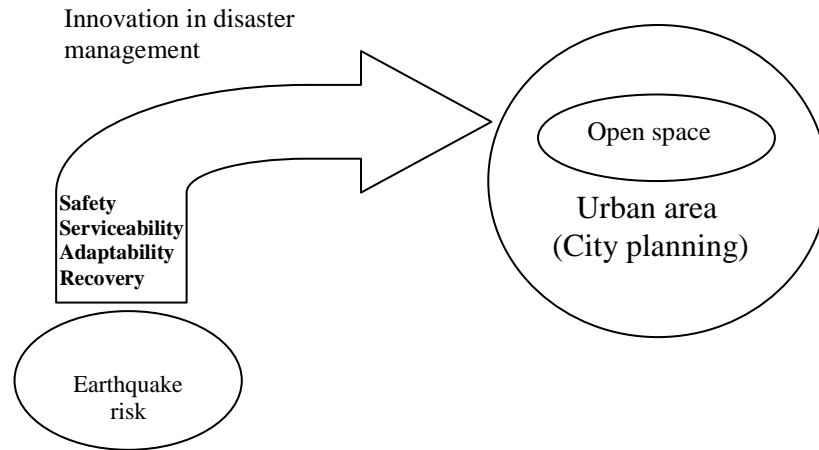 Innovation in disaster
management
Open space
Urban area
(City planning)
Safety
Serviceability
Adaptability
Recovery
Earthquake
risk